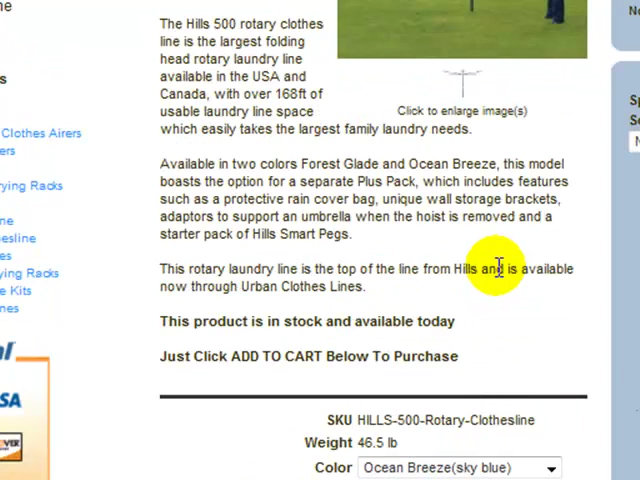 The Hills 500 rotary clothes
line is the largest folding
head rotary laundry line
available in the USA and
Canada, with over 168ft of
usable laundry line space
which easily takes the largest family laundry needs.
Click to enlarge image(s)
Clothes Airers
ers
rying Racks
ne
esline
es
rying Racks
e Kits
nes
Available in two colors Forest Glade and Ocean Breeze, this model
boasts the option for a separate Plus Pack, which includes features
such as a protective rain cover bag, unique wall storage brackets,
adaptors to support an umbrella when the hoist is removed and a
starter pack of Hills Smart Pegs.
This rotary laundry line is the top of the line from Hills and is available
now through Urban Clothes Lines.
This product is in stock and available today
Just Click ADD TO CART Below To Purchase
SKU HILLS-500-Rotary-Clothesline
Weight 46.5 lb
Color Ocean Breeze(sky blue)